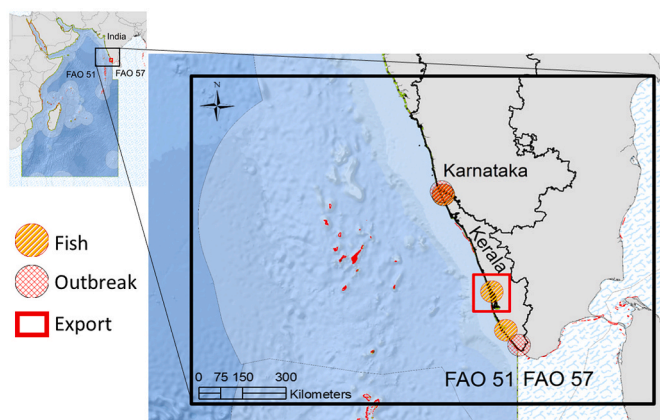 India
FAO 51
FAO 57
N
Karnataka
Kerala
Fish
Outbreak
Export
FAO 51
FAO 57
0 75 150 300
Kilometers